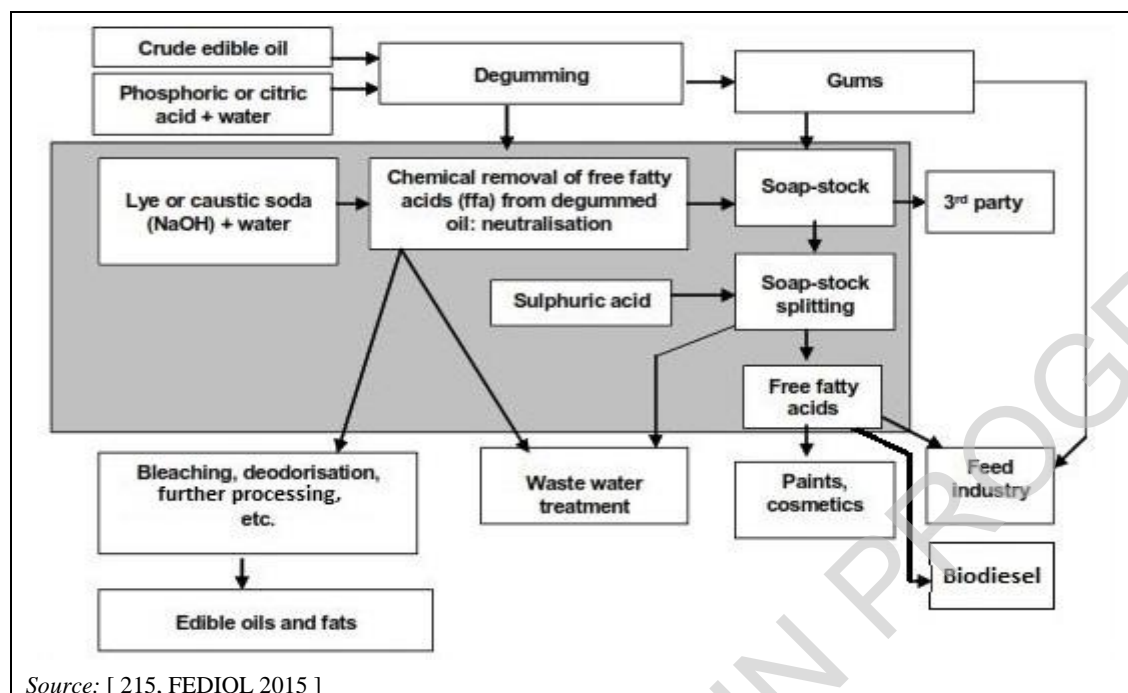 Crude edible oil
Phosphoric or citric
acid + water
Degumming
Gums
Lye or caustic soda
(NaOH) + water
Chemical removal of free fatty
acids (ffa) from degummed
oil: neutralisation
Soap-stock
3rd party
Sulphuric acid
Soap-stock
splitting
Free fatty
acids
Bleaching, deodorisation,
further processing,
etc.
Waste water
treatment
Paints,
cosmetics
Feed
industry
Biodiesel
Edible oils and fats
Source: [ 215, FEDIOL 2015 ]
IN PROGR